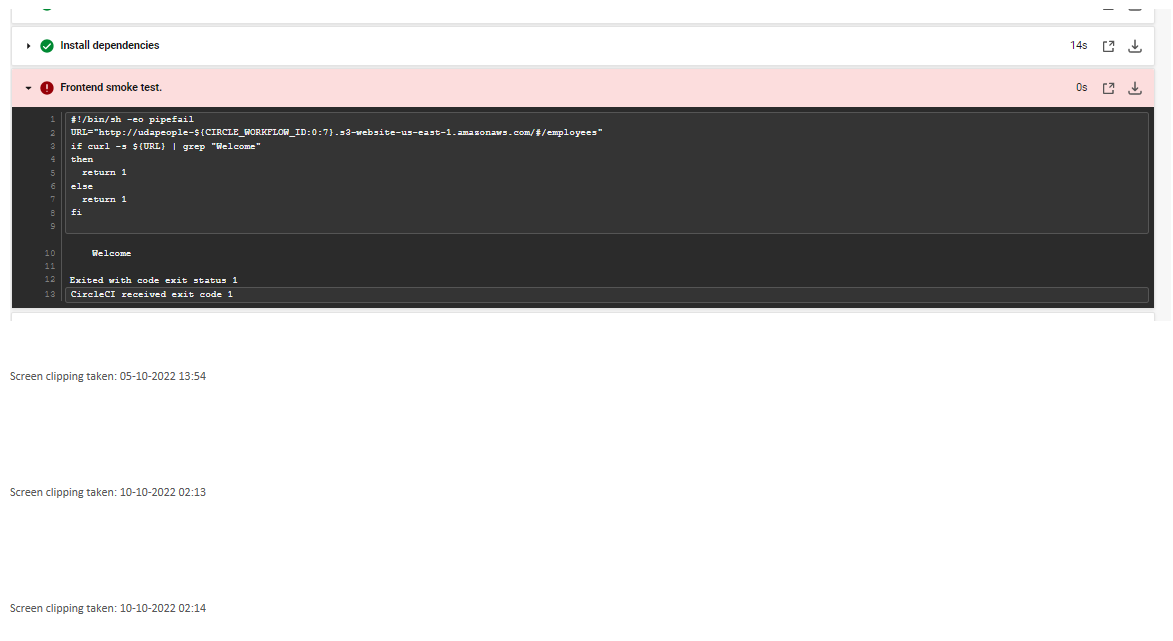 Install dependencies 14s
Frontend smoke test. 0s
1 #!/bin/sh -eo pipefail
2 URL="http://udapeople-${CIRCLE_WORKFLOW_ID:0:7}.s3-website-us-east-1.amazonaws.com/#/employees"
3 if curl -s ${URL} | grep "Welcome"
4 then
5 return 1
6 else
7 return 1
8 fi
9
10 Welcome
11
12 Exited with code exit status 1
13 CircleCI received exit code 1
Screen clipping taken: 05-10-2022 13:54
Screen clipping taken: 10-10-2022 02:13
Screen clipping taken: 10-10-2022 02:14